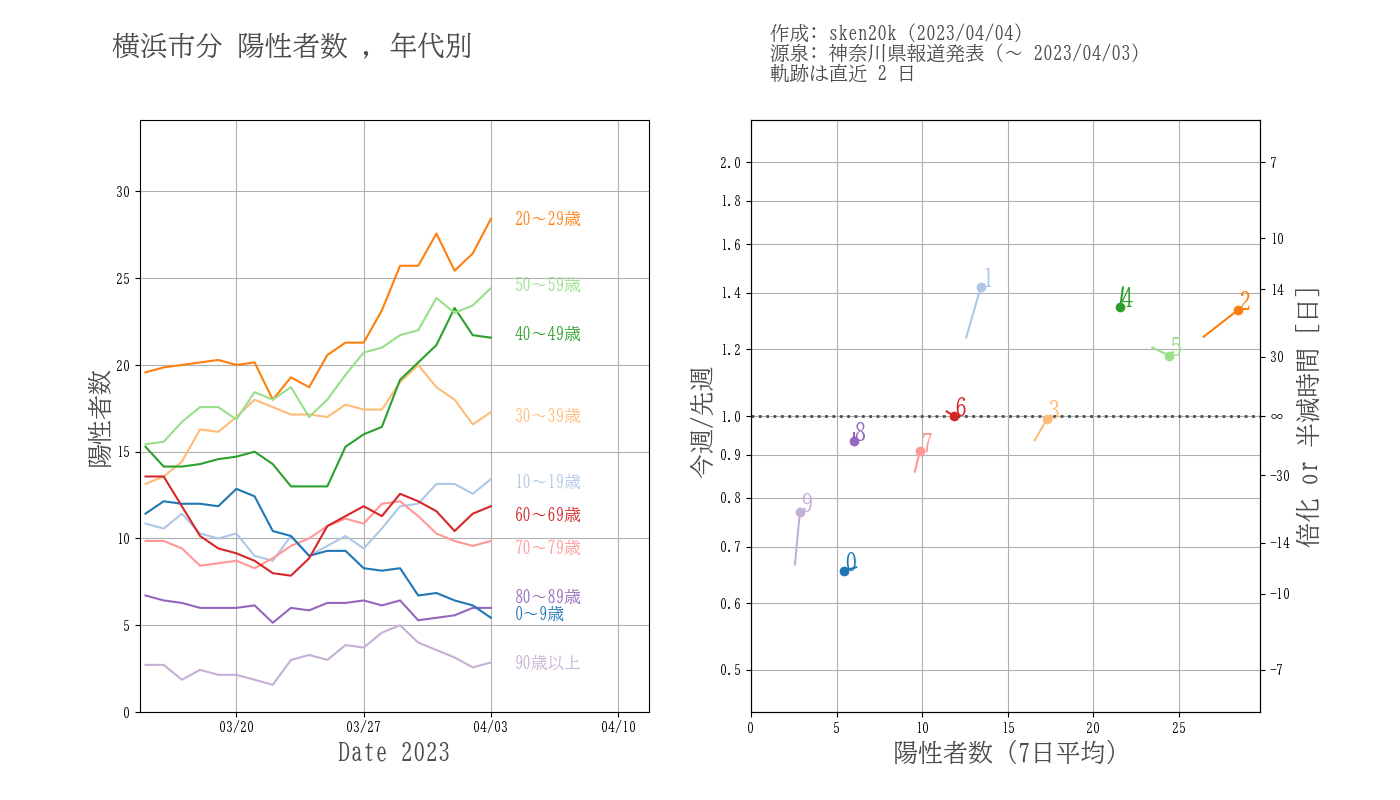 横浜市分 陽性者数 , 年代別
作成: sken20k (2023/04/04)
源泉: 神奈川県報道発表 (～ 2023/04/03)
軌跡は直近 2 日
陽性者数
30
25
20
15
10
5
0
20～29歳
50～59歳
40～49歳
30～39歳
10～19歳
60～69歳
70～79歳
80～89歳
0～9歳
90歳以上
03/20
03/27
04/03
04/10
Date 2023
今週/先週
2.0
1.8
1.6
1.4
1.2
1.0
0.9
0.8
0.7
0.6
0.5
1
2
4
5
6
3
8
7
9
0
7
10
14
30
∞
-30
-14
-10
-7
倍化 or 半減時間 [日]
0
5
10
15
20
25
陽性者数 (7日平均)